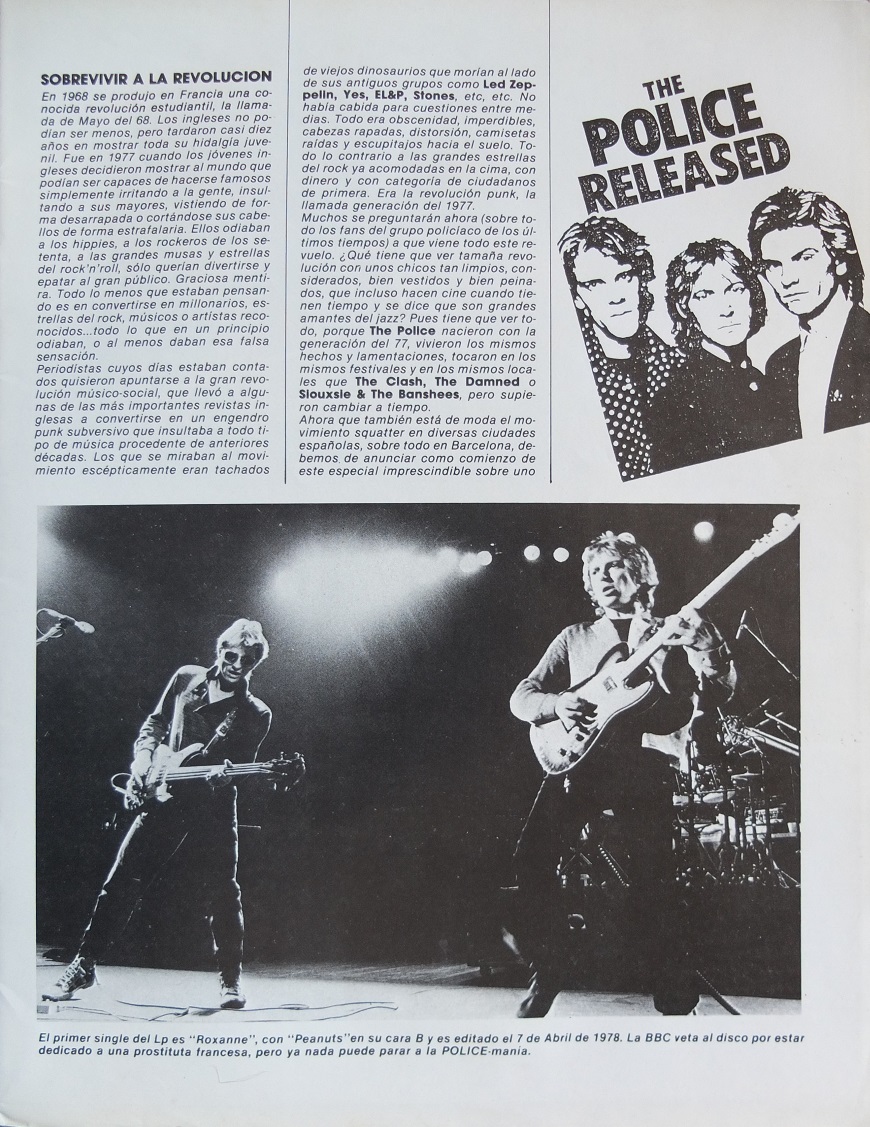 SOBREVIVIR A LA REVOLUCION
En 1968 se produjo en Francia una co-
nocida revolución estudiantil, la llama-
da de Mayo del 68. Los ingleses no po-
dían ser menos, pero tardaron casi diez
años en mostrar toda su hidalgía juve-
nil. Fue en 1977 cuando los jóvenes in-
gleses decidieron mostrar al mundo que
podían ser capaces de hacerse famosos
simplemente irritando a la gente, insul-
tando a sus mayores, vistiendo de for-
ma desarrapada o cortándose sus cabe-
llos de forma estrafalaria. Ellos odiaban
a los hippies, a los rockeros de los se-
tenta, a las grandes musas y estrellas
del rock'n'roll, sólo querían divertirse y
epatar al gran público. Graciosa menti-
ra. Todo lo menos que estaban pensan-
do es en convertirse en millonarios, es-
trellas del rock, músicos o artistas reco-
nocidos...todo lo que en un principio
odiaban, o al menos daban esa falsa
sensación.
Periodistas cuyos días estaban conta-
dos quisieron apuntarse a la gran revo-
lución músico-social, que llevó a algu-
nas de las más importantes revistas in-
glesas a convertirse en un engendro
punk subversivo que insultaba a todo ti-
po de música procedente de anteriores
décadas. Los que se miraban al movi-
miento escépticamente eran tachados
de viejos dinosaurios que morían al lado
de sus antiguos grupos como Led Zep-
pelin, Yes, EL&P, Stones, etc, etc. No
había cabida para cuestiones entre me-
dias. Todo era obscenidad, imperdibles,
cabezas rapadas, distorsión, camisetas
raídas y escupitajos hacia el suelo. To-
do lo contrario a las grandes estrellas
del rock ya acomodadas en la cima, con
dinero y con categoría de ciudadanos
de primera. Era la revolución punk, la
llamada generación del 1977.
Muchos se preguntarán ahora (sobre to-
do los fans del grupo policíaco de los úl-
timos tiempos) a que viene todo este re-
vuelo. ¿Qué tiene que ver tamaña revo-
lución con unos chicos tan limpios, con-
siderados, bien vestidos y bien peina-
dos, que incluso hacen cine cuando tie-
nen tiempo y se dice que son grandes
amantes del jazz? Pues tiene que ver to-
do, porque The Police nacieron con la
generación del 77, vivieron los mismos
hechos y lamentaciones, tocaron en los
mismos festivales y en los mismos loca-
les que The Clash, The Damned o
Siouxsie & The Banshees, pero supie-
ron cambiar a tiempo.
Ahora que también está de moda el mo-
vimiento squatter en diversas ciudades
españolas, sobre todo en Barcelona, de-
bemos de anunciar como comienzo de
este especial imprescindible sobre uno
THE
POLICE
RELEASED
El primer single del Lp es "Roxanne", con "Peanuts"en su cara B y es editado el 7 de Abril de 1978. La BBC veta al disco por estar
dedicado a una prostituta francesa, pero ya nada puede parar a la POLICE-manía.